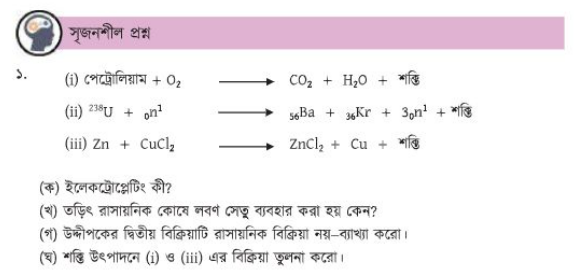 সৃজনশীল প্রশ্ন
১. (i) পেট্রোলিয়াম + O₂ ⟶ CO₂ + H₂O + শক্তি
(ii) ²³⁸U + ₀n¹ ⟶ ₅₆Ba + ₃₆Kr + 3₀n¹ + শক্তি
(iii) Zn + CuCl₂ ⟶ ZnCl₂ + Cu + শক্তি
(ক) ইলেকট্রোপ্লেটিং কী?
(খ) তড়িৎ রাসায়নিক কোষে লবণ সেতু ব্যবহার করা হয় কেন?
(গ) উদ্দীপকের দ্বিতীয় বিক্রিয়াটি রাসায়নিক বিক্রিয়া নয়–ব্যাখ্যা করো।
(ঘ) শক্তি উৎপাদনে (i) ও (iii) এর বিক্রিয়া তুলনা করো।